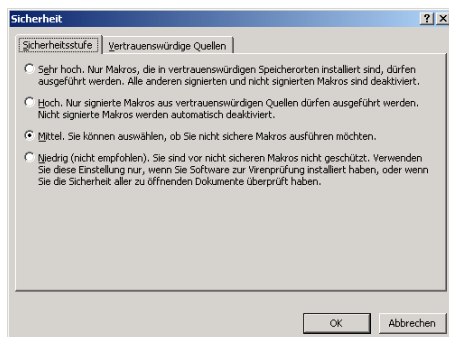 Sicherheit
Sicherheitsstufe
Vertrauenswürdige Quellen
Sehr hoch. Nur Makros, die in vertrauenswürdigen Speicherorten installiert sind, dürfen
ausgeführt werden. Alle anderen signierten und nicht signierten Makros sind deaktiviert.
Hoch. Nur signierte Makros aus vertrauenswürdigen Quellen dürfen ausgeführt werden.
Nicht signierte Makros werden automatisch deaktiviert.
Mittel. Sie können auswählen, ob Sie nicht sichere Makros ausführen möchten.
Niedrig (nicht empfohlen). Sie sind vor nicht sicheren Makros nicht geschützt. Verwenden
Sie diese Einstellung nur, wenn Sie Software zur Virenprüfung installiert haben, oder wenn
Sie die Sicherheit aller zu öffnenden Dokumente überprüft haben.
OK
Abbrechen